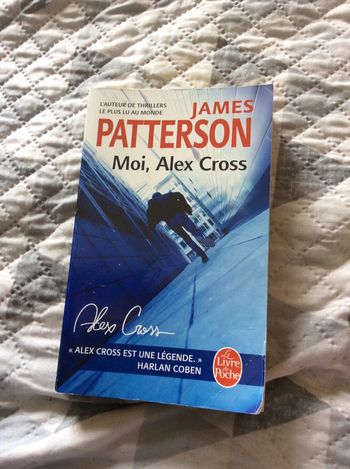 L'AUTEUR DE THRILLERS
LE PLUS LU AU MONDE
JAMES
PATTERSON
Moi, Alex Cross
Alex Cross
« ALEX CROSS EST UNE LÉGENDE. »
HARLAN COBEN
Le
Livre
de
Poche